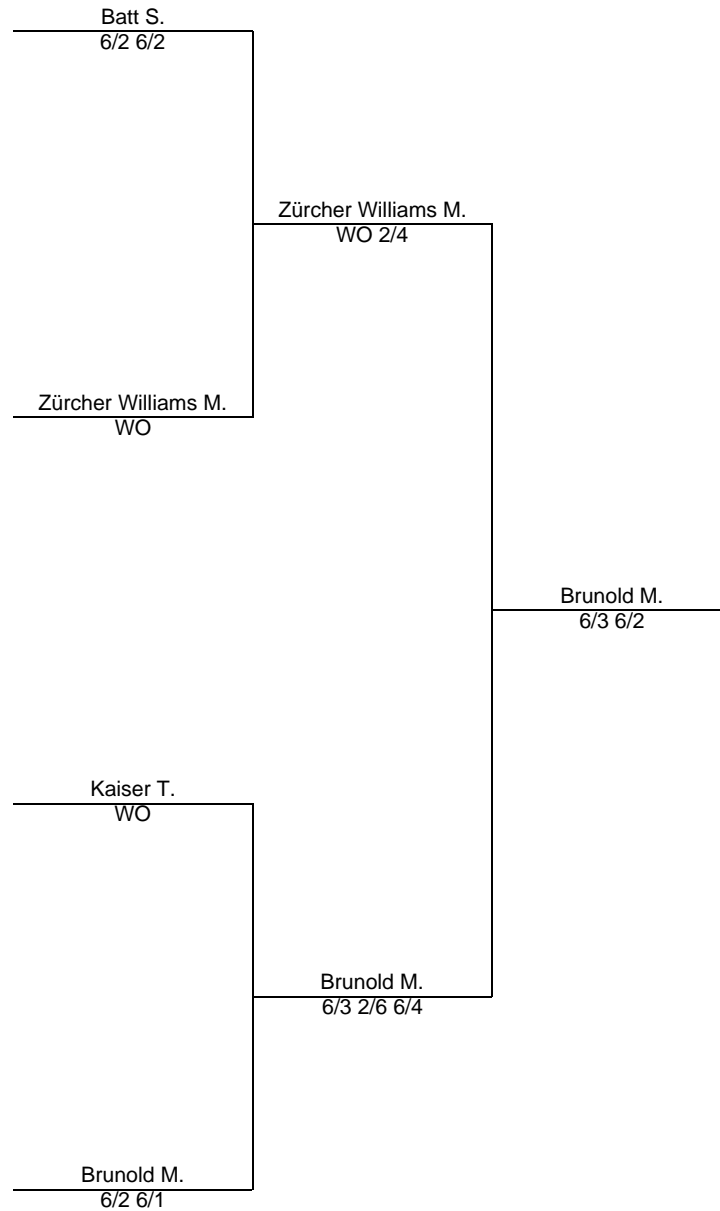 Batt S.
6/2 6/2
Zürcher Williams M.
WO 2/4
Zürcher Williams M.
WO
Brunold M.
6/3 6/2
Kaiser T.
WO
Brunold M.
6/3 2/6 6/4
Brunold M.
6/2 6/1